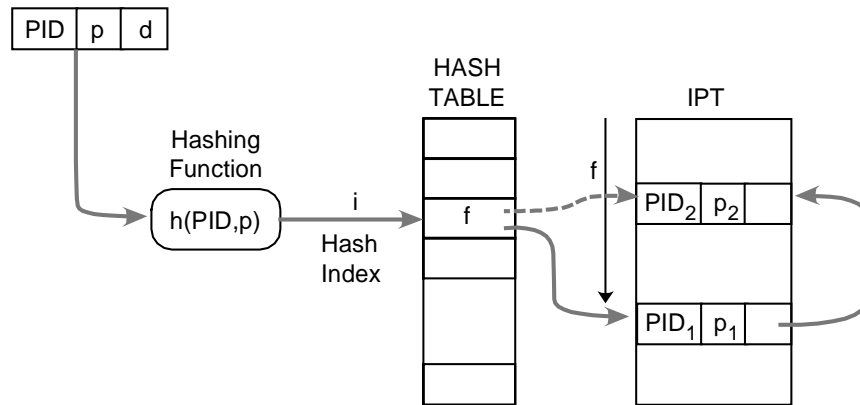 PID p d
HASH
TABLE
IPT
Hashing
Function
h(PID,p)
i
Hash
Index
f
f
PID2 p2
PID1 p1